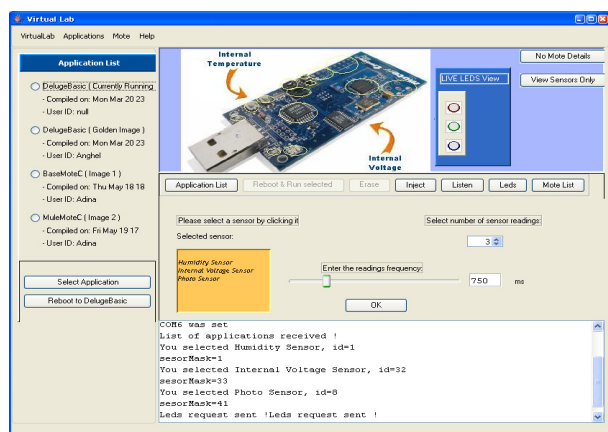 Virtual Lab
VirtualLab Applications Mote Help
Application List
DelugeBasic ( Currently Running
- Compiled on: Mon Mar 20 23
- User ID: null
DelugeBasic ( Golden Image )
- Compiled on: Mon Mar 20 23
- User ID: Anghel
BaseMoteC ( Image 1 )
- Compiled on: Thu May 18 18
- User ID: Adina
MuleMoteC ( Image 2 )
- Compiled on: Fri May 19 17
- User ID: Adina
Select Application
Reboot to DelugeBasic
Internal
Temperature
Internal
Voltage
LIVE LEDS View
No Mote Details
View Sensors Only
Application List Reboot & Run selected Erase Inject Listen Leds Mote List
Please select a sensor by clicking it
Select number of sensor readings:
Selected sensor:
3
Humidity Sensor
Internal Voltage Sensor
Photo Sensor
Enter the readings frequency:
750 ms
OK
COM6 was set
List of applications received !
You selected Humidity Sensor, id=1
sesorMask=1
You selected Internal Voltage Sensor, id=32
sesorMask=33
You selected Photo Sensor, id=8
sesorMask=41
Leds request sent !Leds request sent !